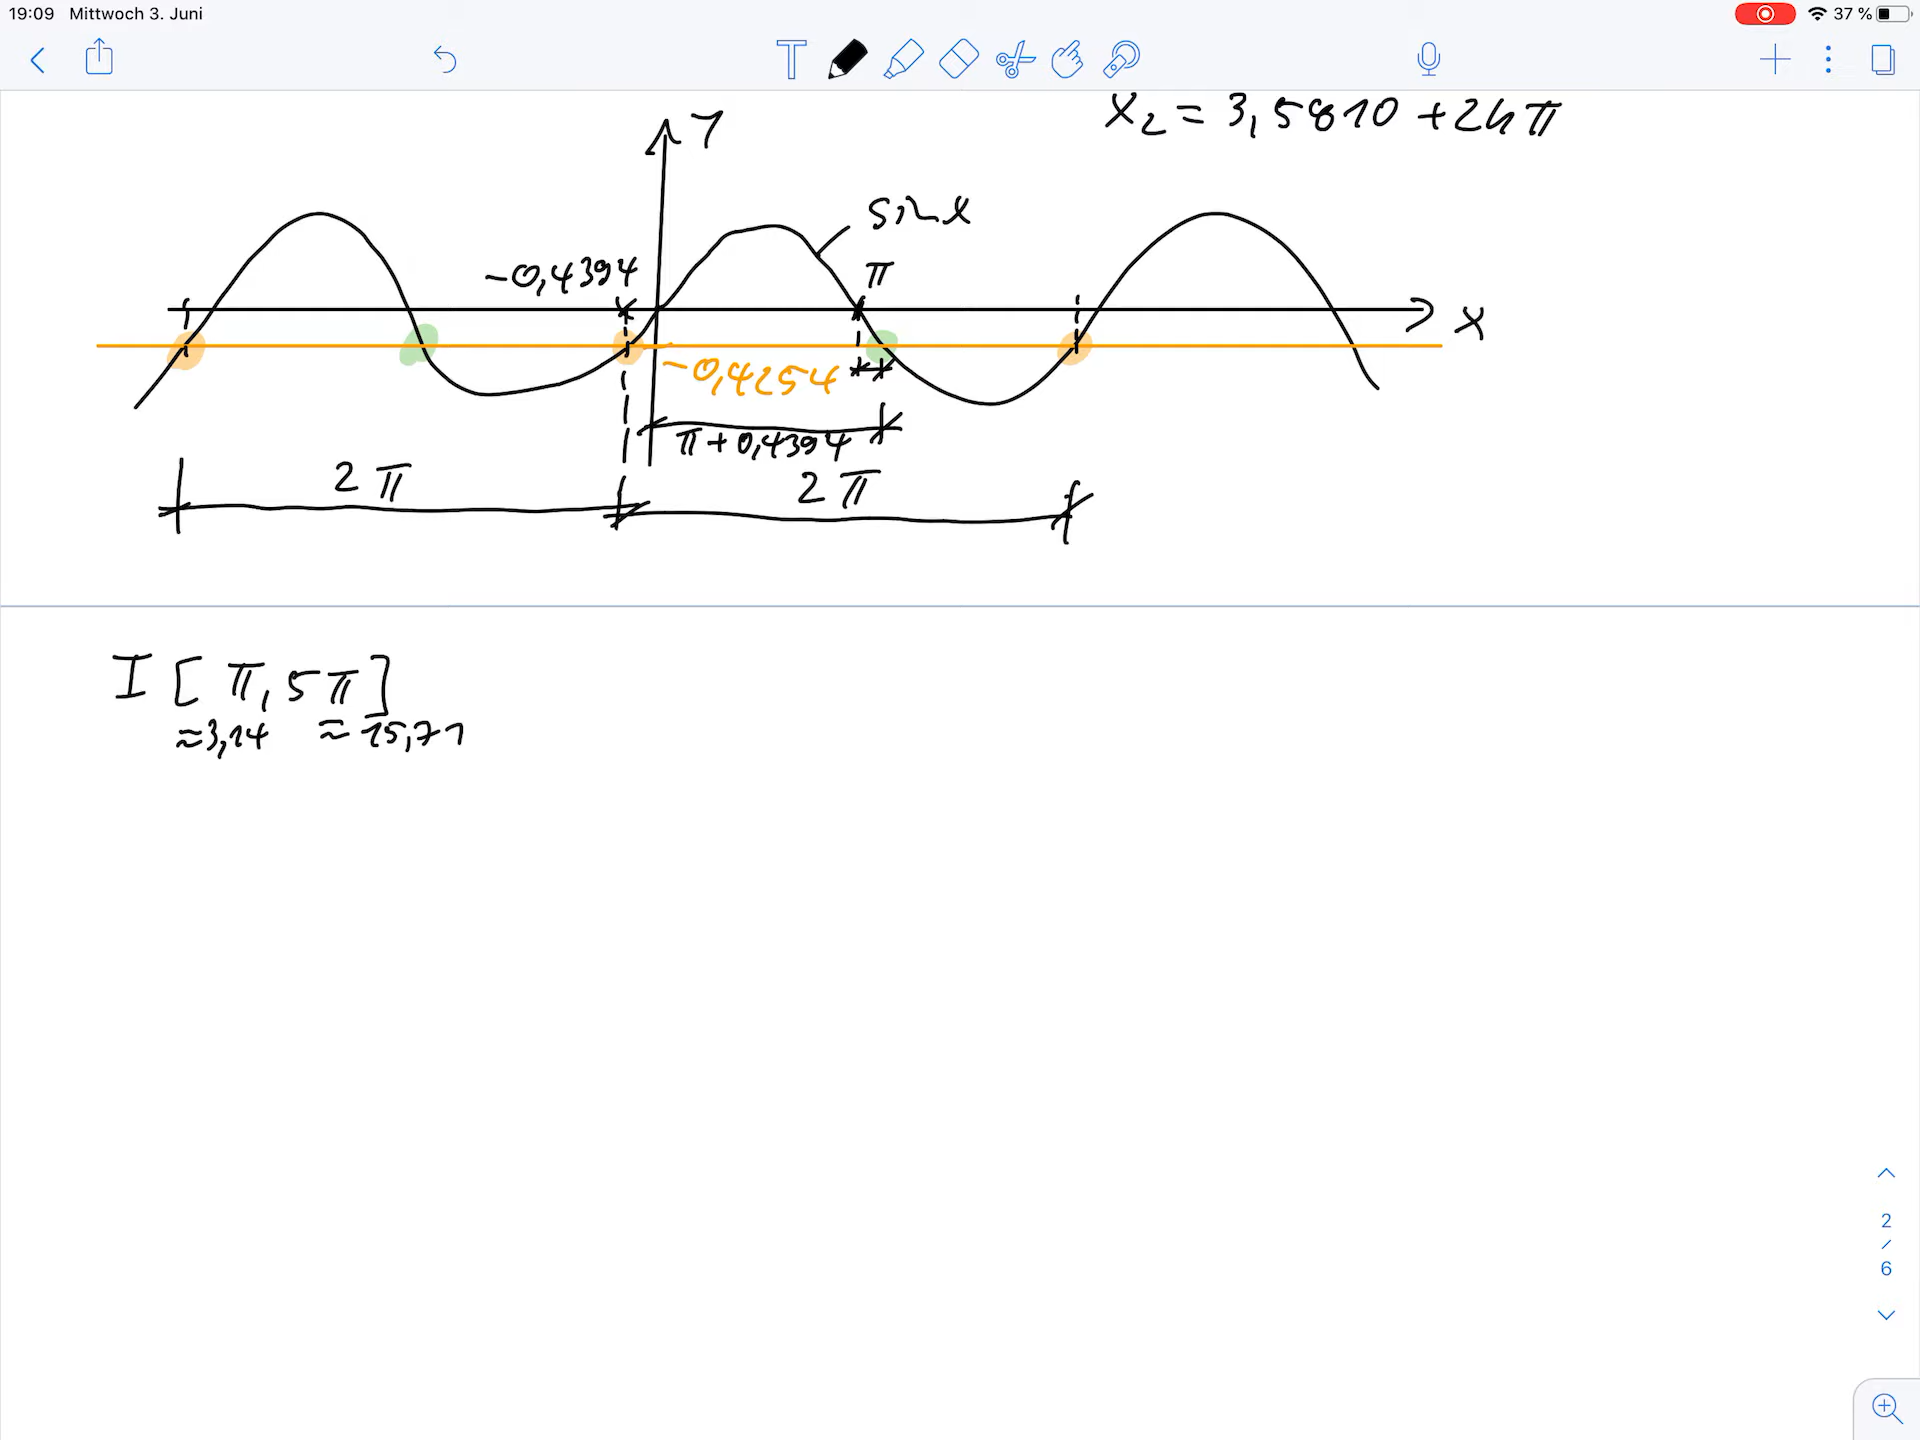 19:09 Mittwoch 3. Juni
37 %
T
x₂ = 3,5810 + 2kπ
y
sin x
-0,4394
π
x
-0,4254
π + 0,4394
2π
2π
I [π, 5π]
≈3,14 ≈ 15,71
2
/
6